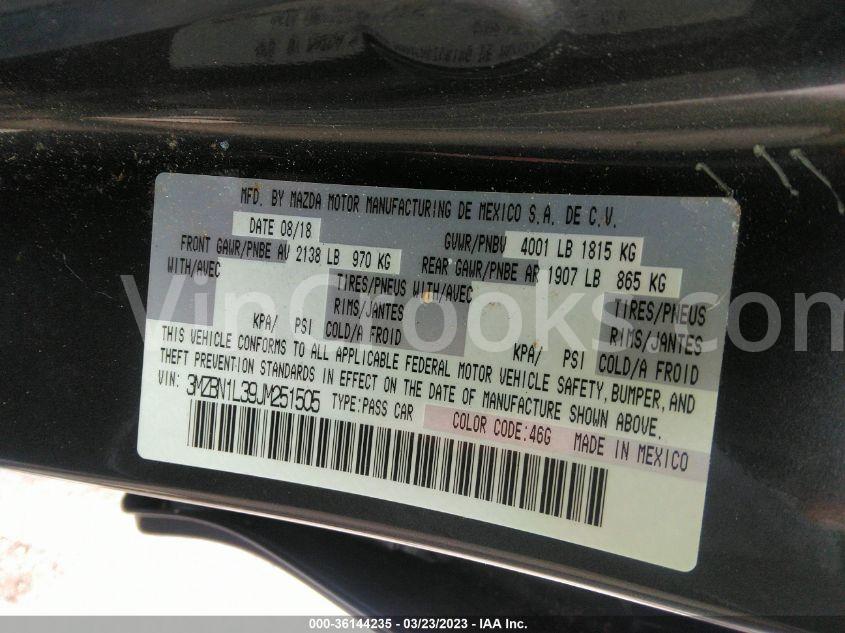 MFD. BY MAZDA MOTOR MANUFACTURING DE MEXICO S.A. DE C.V.
DATE 08/18
GVWR/PNBV 4001 LB 1815 KG
FRONT GAWR/PNBE AV 2138 LB 970 KG
REAR GAWR/PNBE AR 1907 LB 865 KG
WITH/AVEC
TIRES/PNEUS WITH/AVEC
TIRES/PNEUS
RIMS/JANTES
RIMS/JANTES
KPA/ PSI COLD/A FROID
KPA/ PSI COLD/A FROID
THIS VEHICLE CONFORMS TO ALL APPLICABLE FEDERAL MOTOR VEHICLE SAFETY, BUMPER, AND
THEFT PREVENTION STANDARDS IN EFFECT ON THE DATE OF MANUFACTURE SHOWN ABOVE.
VIN: 3MZBN1L39JM251505 TYPE:PASS CAR
COLOR CODE:46G MADE IN MEXICO
VinCrooks.com
000-36144235 - 03/23/2023 - IAA Inc.